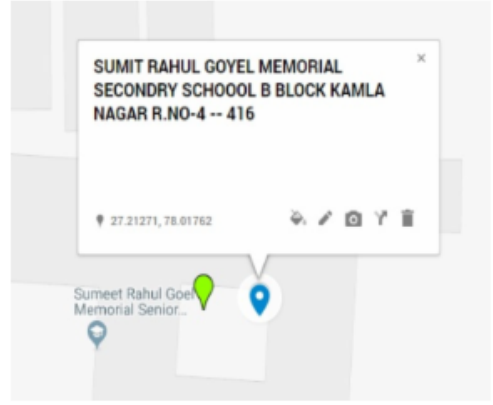 SUMIT RAHUL GOYEL MEMORIAL
SECONDRY SCHOOOL B BLOCK KAMLA
NAGAR R.NO-4 -- 416
27.21271, 78.01762
Sumeet Rahul Goel
Memorial Senior...